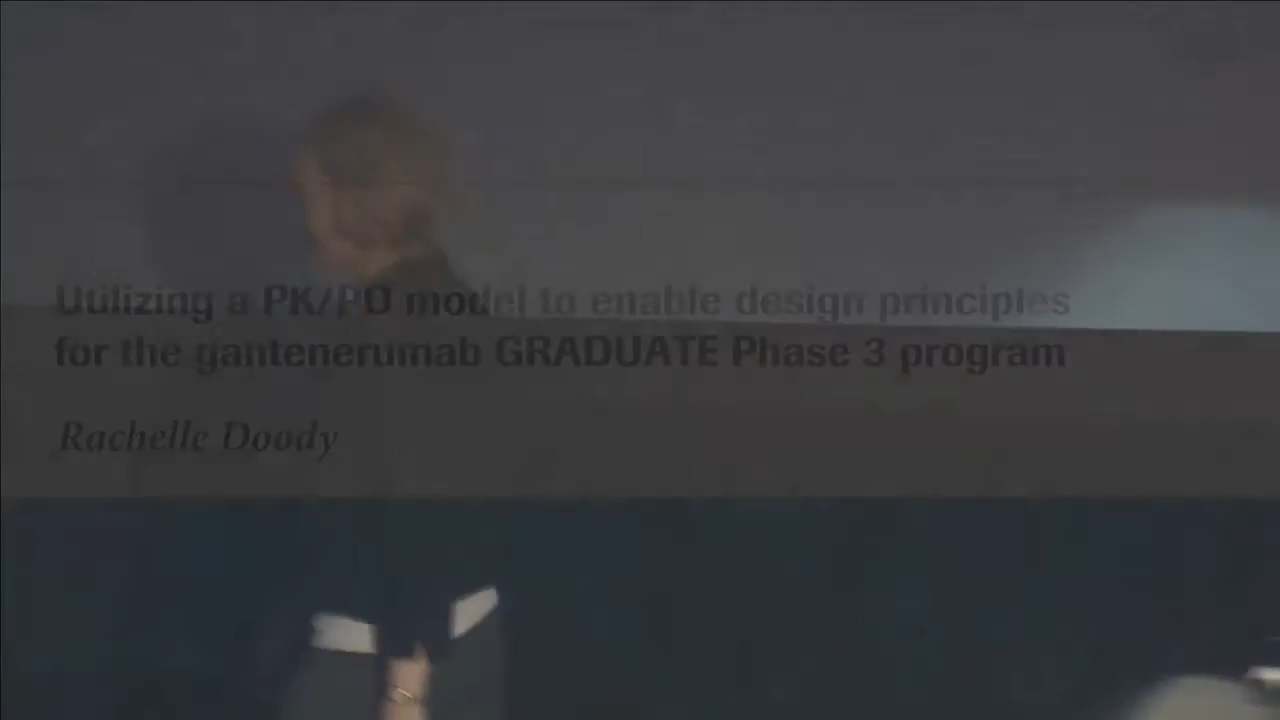 Utilizing a PK/PD model to enable design principles
for the gantenerumab GRADUATE Phase 3 program
Rachelle Doody